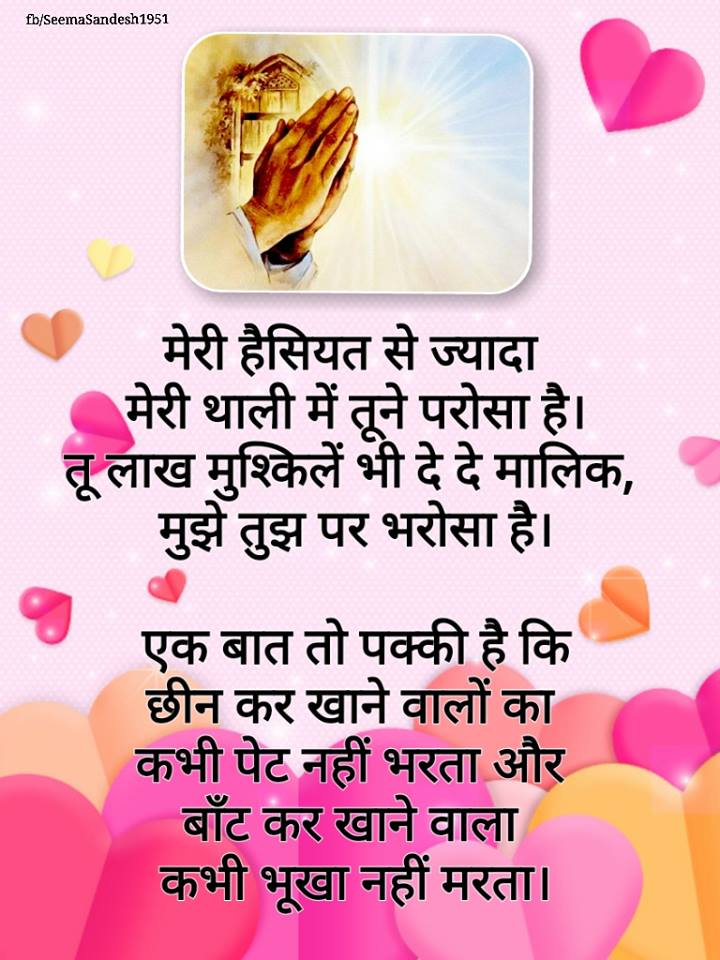 fb/SeemaSandesh1951
मेरी हैसियत से ज्यादा
मेरी थाली में तूने परोसा है।
तू लाख मुश्किलें भी दे दे मालिक,
मुझे तुझ पर भरोसा है।
एक बात तो पक्की है कि
छीन कर खाने वालों का
कभी पेट नहीं भरता और
बाँट कर खाने वाला
कभी भूखा नहीं मरता।